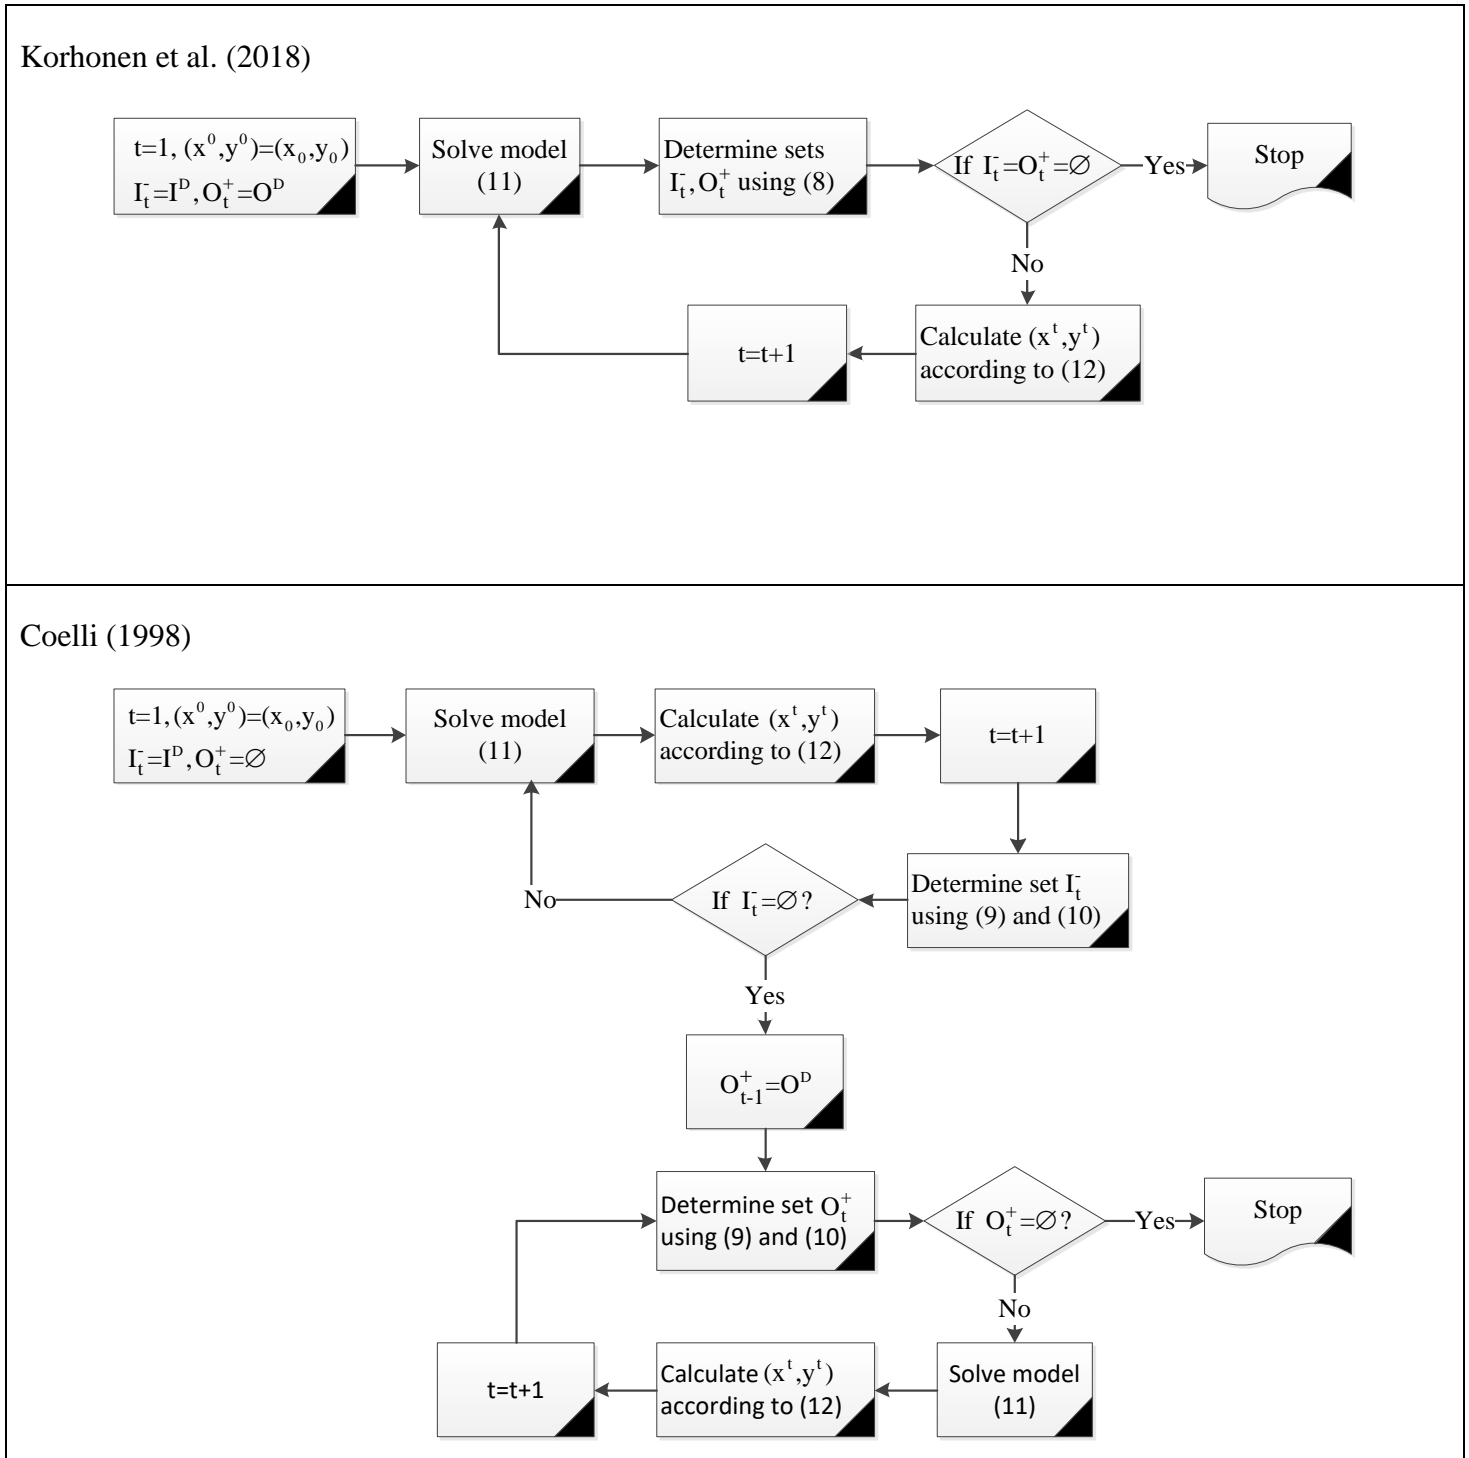 Korhonen et al. (2018)
t=1, (x⁰,y⁰)=(x₀,y₀)
I⁻ₜ=Iᴰ, O⁺ₜ=Oᴰ
Solve model
(11)
Determine sets
I⁻ₜ, O⁺ₜ using (8)
If I⁻ₜ=O⁺ₜ=∅
Yes
Stop
No
Calculate (xᵗ,yᵗ)
according to (12)
t=t+1
Coelli (1998)
t=1, (x⁰,y⁰)=(x₀,y₀)
I⁻ₜ=Iᴰ, O⁺ₜ=∅
Solve model
(11)
Calculate (xᵗ,yᵗ)
according to (12)
t=t+1
Determine set I⁻ₜ
using (9) and (10)
If I⁻ₜ=∅?
No
Yes
O⁺ₜ₋₁=Oᴰ
Determine set O⁺ₜ
using (9) and (10)
If O⁺ₜ=∅?
Yes
Stop
No
Solve model
(11)
Calculate (xᵗ,yᵗ)
according to (12)
t=t+1